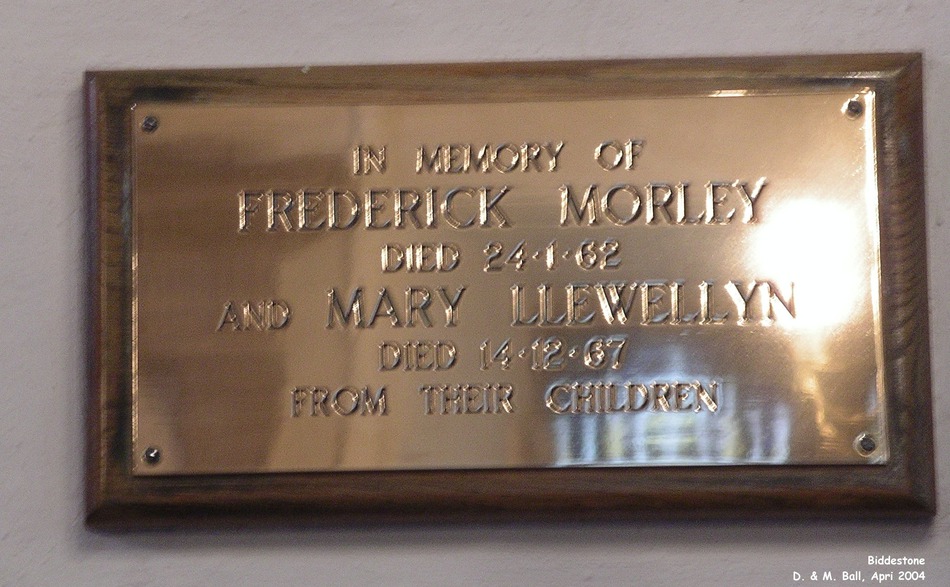 IN MEMORY OF
FREDERICK MORLEY
DIED 24·1·62
AND MARY LLEWELLYN
DIED 14·12·67
FROM THEIR CHILDREN
Biddestone
D. & M. Ball, Apri 2004